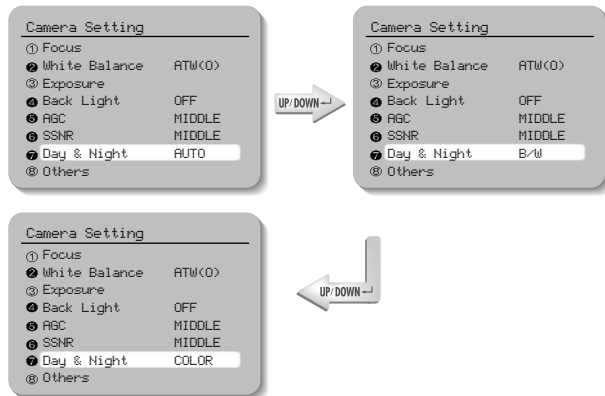 Camera Setting
① Focus
❷ White Balance ATW(0)
③ Exposure
❹ Back Light OFF
❺ AGC MIDDLE
❻ SSNR MIDDLE
❼ Day & Night AUTO
⑧ Others
UP/DOWN↵
Camera Setting
① Focus
❷ White Balance ATW(0)
③ Exposure
❹ Back Light OFF
❺ AGC MIDDLE
❻ SSNR MIDDLE
❼ Day & Night B/W
⑧ Others
Camera Setting
① Focus
❷ White Balance ATW(0)
③ Exposure
❹ Back Light OFF
❺ AGC MIDDLE
❻ SSNR MIDDLE
❼ Day & Night COLOR
⑧ Others
UP/DOWN↵